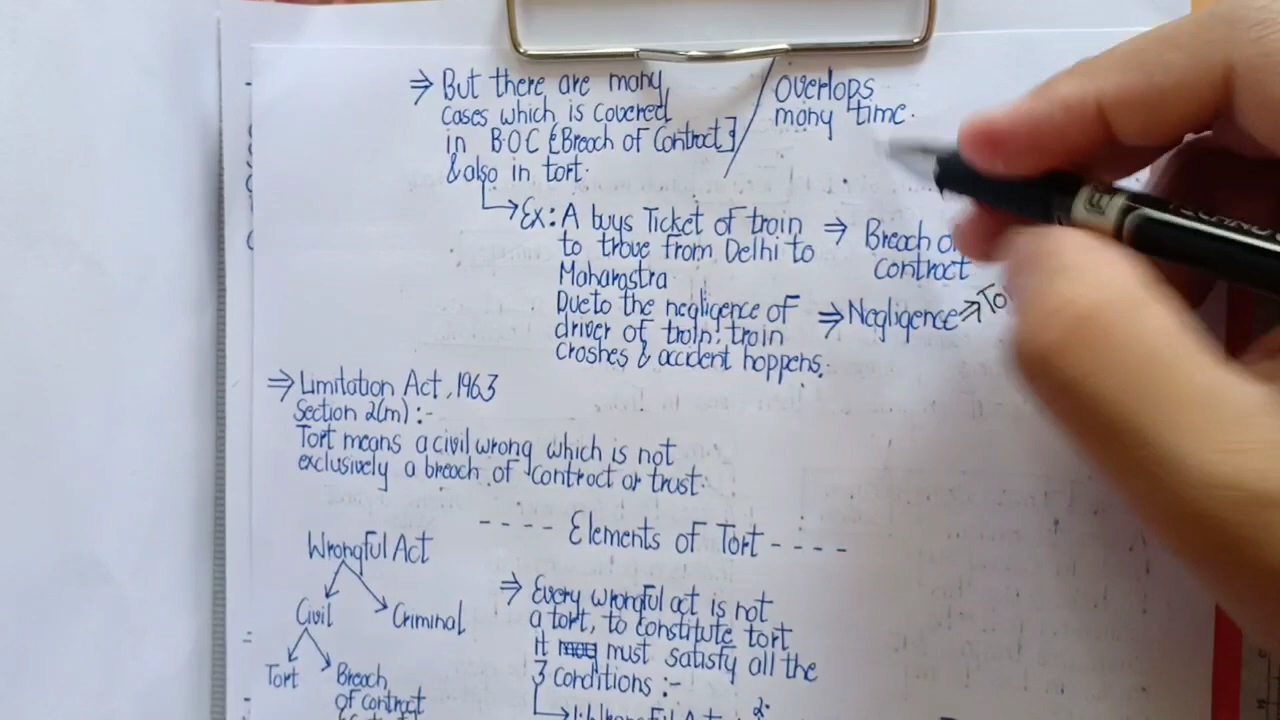 ⇒ But there are many
cases which is covered
in B.O.C [Breach of Contract]
& also in tort.
overlaps
many time.
Ex: A buys Ticket of train
to trave from Delhi to
Maharastra
⇒ Breach of
contract
Due to the negligence of
driver of train, train
crashes & accident happens.
⇒ Negligence ⇒
⇒ Limitation Act, 1963
Section 2(m) :-
Tort means a civil wrong which is not
exclusively a breach of contract or trust.
---- Elements of Tort ----
Wrongful Act
Civil
Criminal
Tort
Breach
of contract
⇒ Every wrongful act is not
a tort, to constitute tort
it must satisfy all the
3 conditions :-